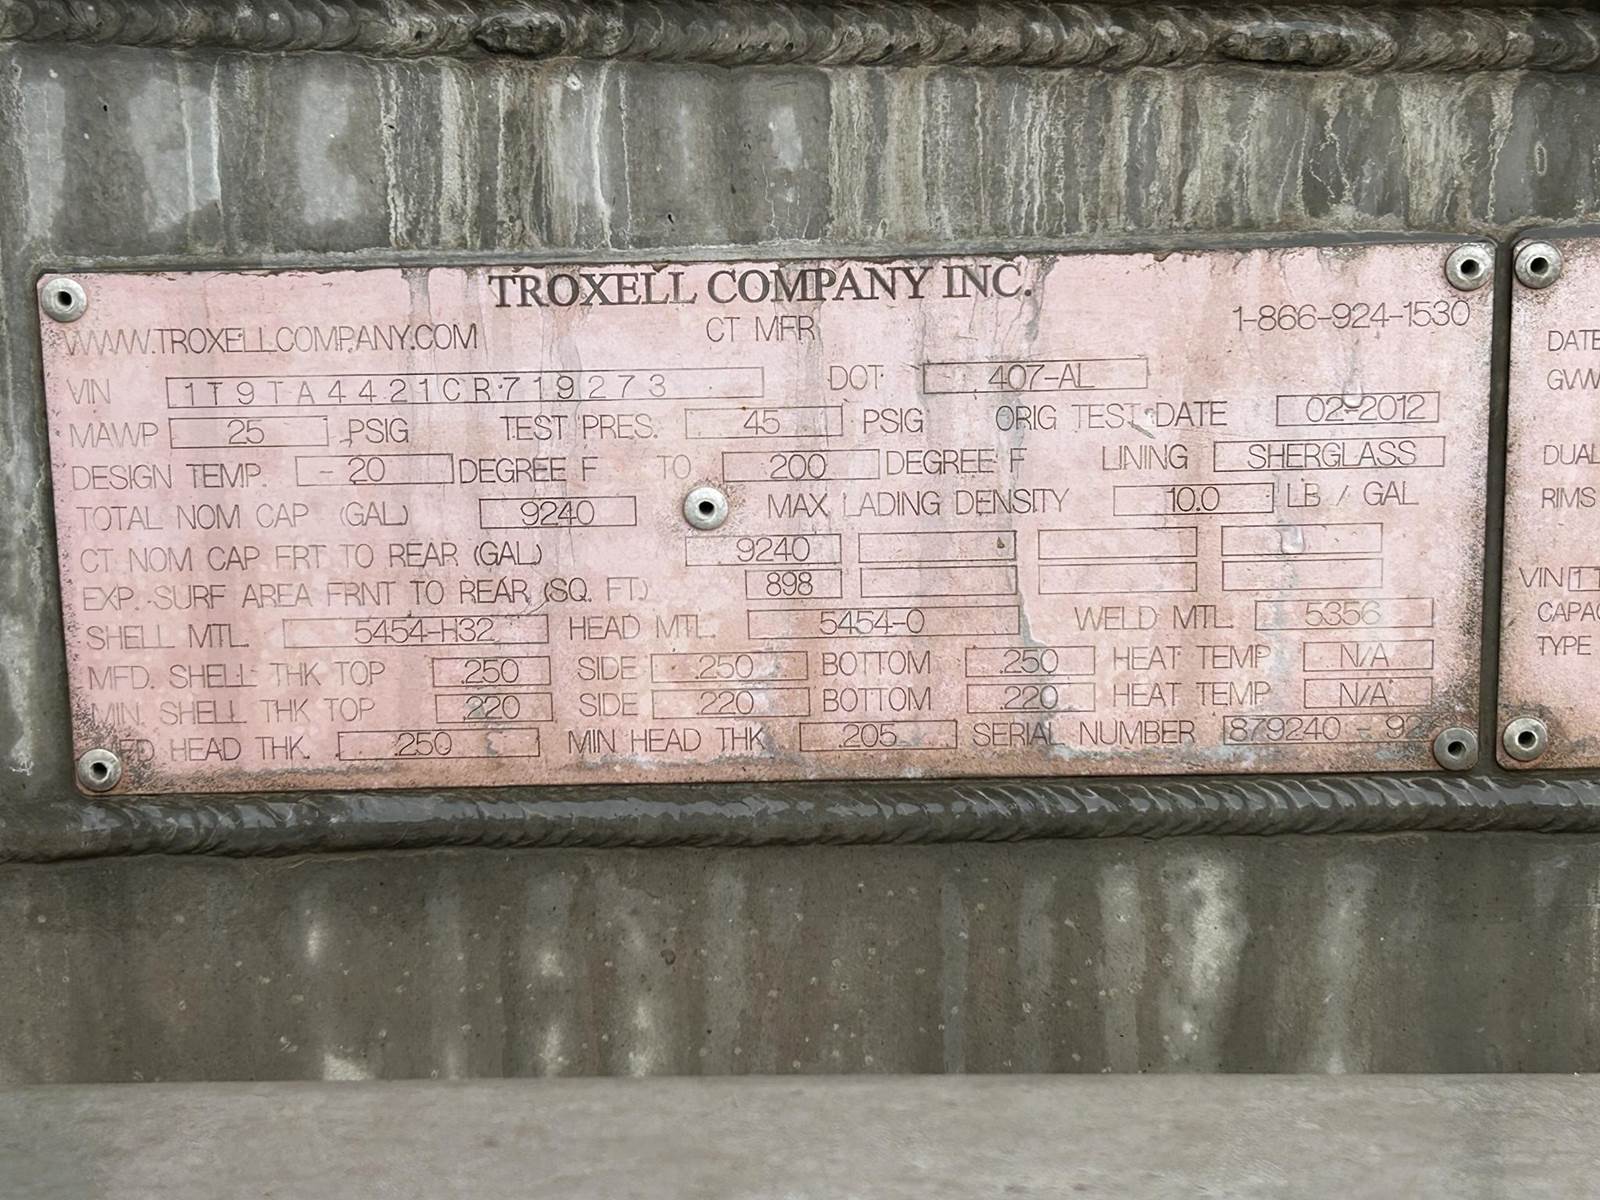 TROXELL COMPANY INC.
WWW.TROXELLCOMPANY.COM CT MFR 1-866-924-1530
VIN 1T9TA4421CR719273 DOT 407-AL
MAWP 25 PSIG TEST PRES. 45 PSIG ORIG TEST DATE 02-2012
DESIGN TEMP. -20 DEGREE F TO 200 DEGREE F LINING SHERGLASS
TOTAL NOM CAP (GAL) 9240 MAX LADING DENSITY 10.0 LB / GAL
CT NOM CAP FRT TO REAR (GAL) 9240
EXP. SURF AREA FRNT TO REAR (SQ. FT.) 898
SHELL MTL. 5454-H32 HEAD MTL. 5454-0 WELD MTL. 5356
MFD. SHELL THK TOP .250 SIDE .250 BOTTOM .250 HEAT TEMP N/A
MIN. SHELL THK TOP .220 SIDE .220 BOTTOM .220 HEAT TEMP N/A
HEAD THK. .250 MIN HEAD THK .205 SERIAL NUMBER 879240 -
DATE
GVW
DUAL
RIMS
VIN 1
CAPAC
TYPE